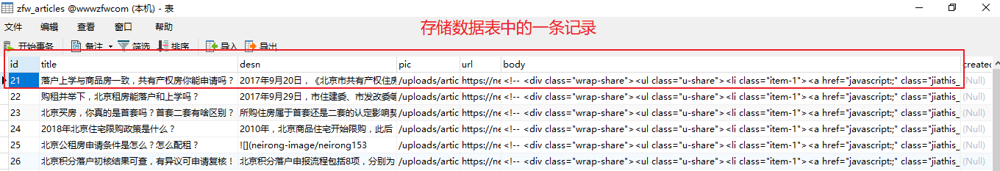 zfw_articles @wwwzfwcom (本机) - 表
文件 编辑 查看 窗口 帮助
存储数据表中的一条记录
开始事务 备注 筛选 排序 导入 导出
id title desn pic url body created
21 落户上学与商品房一致，共有产权房你能申请吗？ 2017年9月20日，《北京市共有产权住房 /uploads/artic https://ne <!-- <div class="wrap-share"> <ul class="u-share"> <li class="item-1"> <a href="javascript:;" class="jiathis_ (Null)
22 购租并举下，北京租房能落户和上学吗？ 2017年9月29日，市住建委、市发改委等 /uploads/artic https://ne <!-- <div class="wrap-share"> <ul class="u-share"> <li class="item-1"> <a href="javascript:;" class="jiathis_ (Null)
23 北京买房，你真的是首套吗？首套二套有啥区别？ 所购住房属于首套还是二套的认定影响契 /uploads/artic https://ne <!-- <div class="wrap-share"> <ul class="u-share"> <li class="item-1"> <a href="javascript:;" class="jiathis_ (Null)
24 2018年北京住宅限购政策是什么？ 2010年，北京商品住宅开始限购，此后 /uploads/artic https://ne <!-- <div class="wrap-share"> <ul class="u-share"> <li class="item-1"> <a href="javascript:;" class="jiathis_ (Null)
25 北京公租房申请条件是怎么？怎么配租？ ![](neirong-image/neirong153 /uploads/artic https://ne <!-- <div class="wrap-share"> <ul class="u-share"> <li class="item-1"> <a href="javascript:;" class="jiathis_ (Null)
26 北京积分落户初核结果可查，有异议可申请复核！ 北京积分落户申报流程包括8项，分别为 /uploads/artic https://ne <!-- <div class="wrap-share"> <ul class="u-share"> <li class="item-1"> <a href="javascript:;" class="jiathis_ (Null)